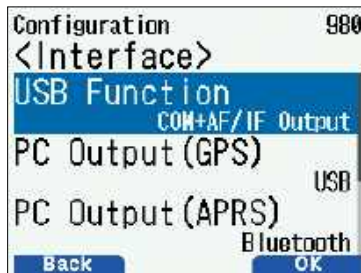 Configuration 980
<Interface>
USB Function
COM+AF/IF Output
PC Output(GPS)
USB
PC Output(APRS)
Bluetooth
Back OK